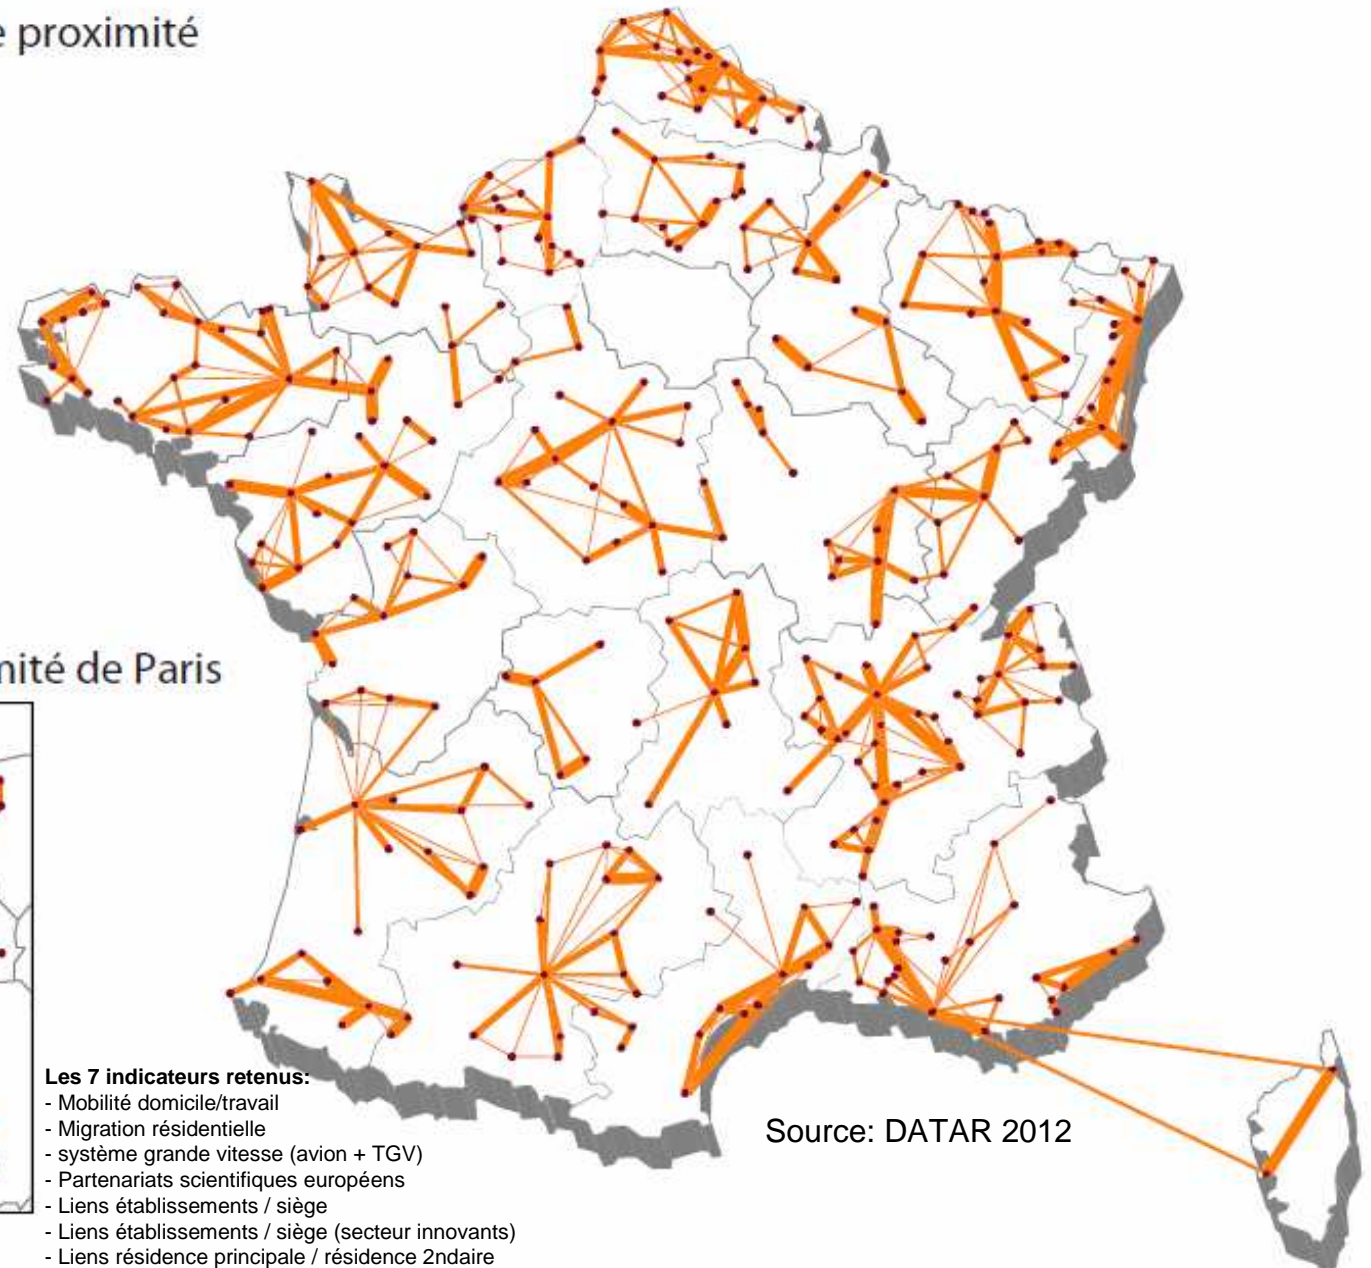 e proximité
mité de Paris
Les 7 indicateurs retenus:
- Mobilité domicile/travail
- Migration résidentielle
- système grande vitesse (avion + TGV)
- Partenariats scientifiques européens
- Liens établissements / siège
- Liens établissements / siège (secteur innovants)
- Liens résidence principale / résidence 2ndaire
Source: DATAR 2012